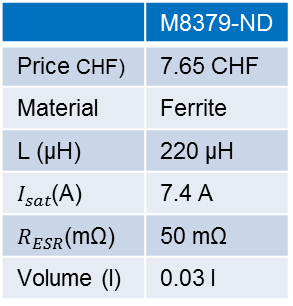 M8379-ND
Price CHF) 7.65 CHF
Material Ferrite
L (µH) 220 µH
I_sat(A) 7.4 A
R_ESR(mΩ) 50 mΩ
Volume (l) 0.03 l